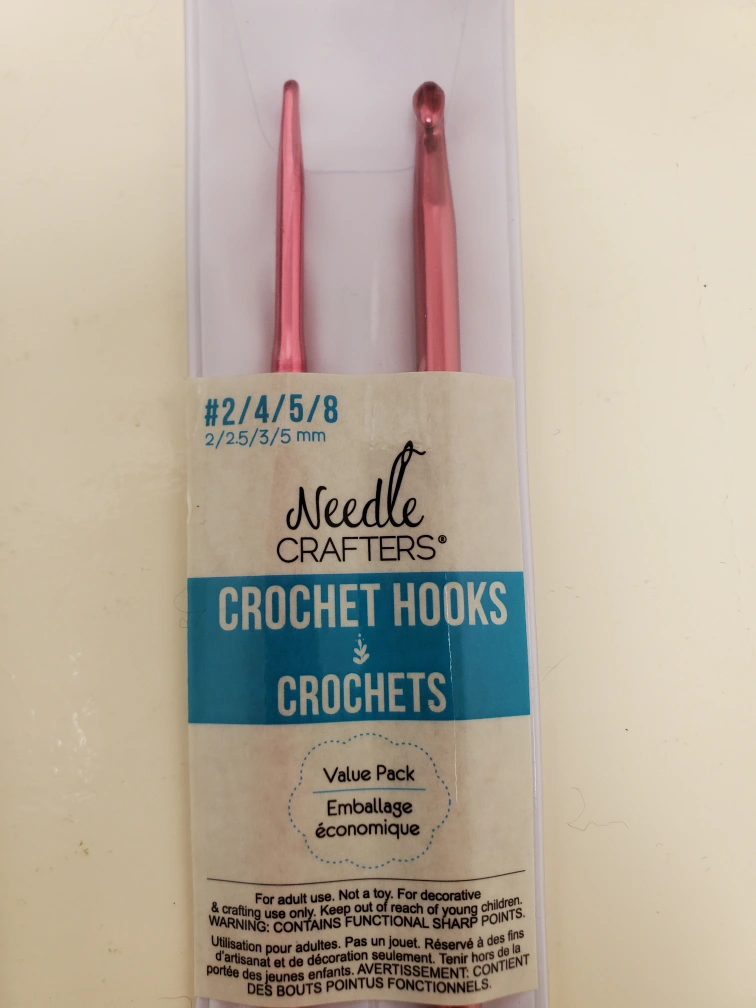 #2/4/5/8
2/2.5/3/5 mm
Needle
CRAFTERS®
CROCHET HOOKS
CROCHETS
Value Pack
Emballage
économique
For adult use. Not a toy. For decorative
& crafting use only. Keep out of reach of young children.
WARNING: CONTAINS FUNCTIONAL SHARP POINTS.
Utilisation pour adultes. Pas un jouet. Réservé à des fins
d'artisanat et de décoration seulement. Tenir hors de la
portée des jeunes enfants. AVERTISSEMENT: CONTIENT
DES BOUTS POINTUS FONCTIONNELS.